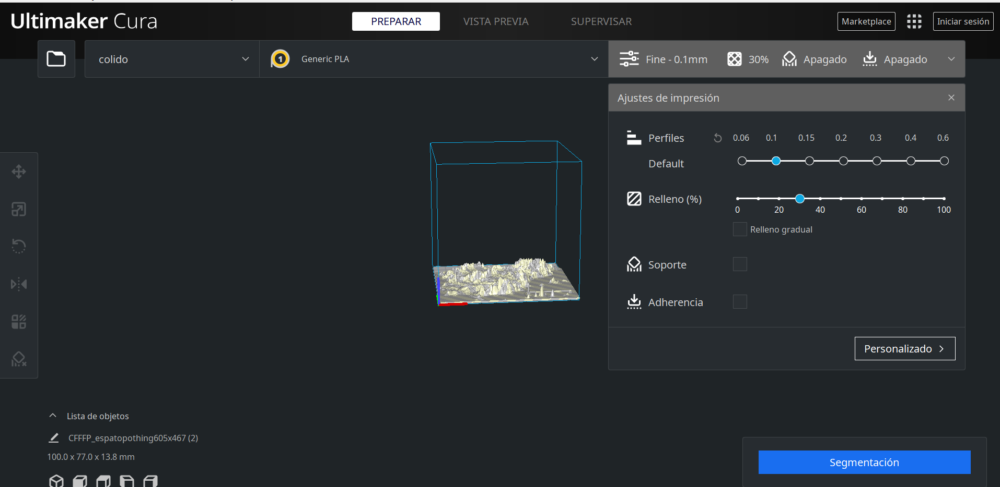 Ultimaker Cura
PREPARAR
VISTA PREVIA
SUPERVISAR
Marketplace
Iniciar sesión
colido
1
Generic PLA
Fine - 0.1mm
30%
Apagado
Apagado
Ajustes de impresión
Perfiles
0.06 0.1 0.15 0.2 0.3 0.4 0.6
Default
Relleno (%)
0 20 40 60 80 100
Relleno gradual
Soporte
Adherencia
Personalizado
Lista de objetos
CFFFP_espatopothing605x467 (2)
100.0 x 77.0 x 13.8 mm
Segmentación